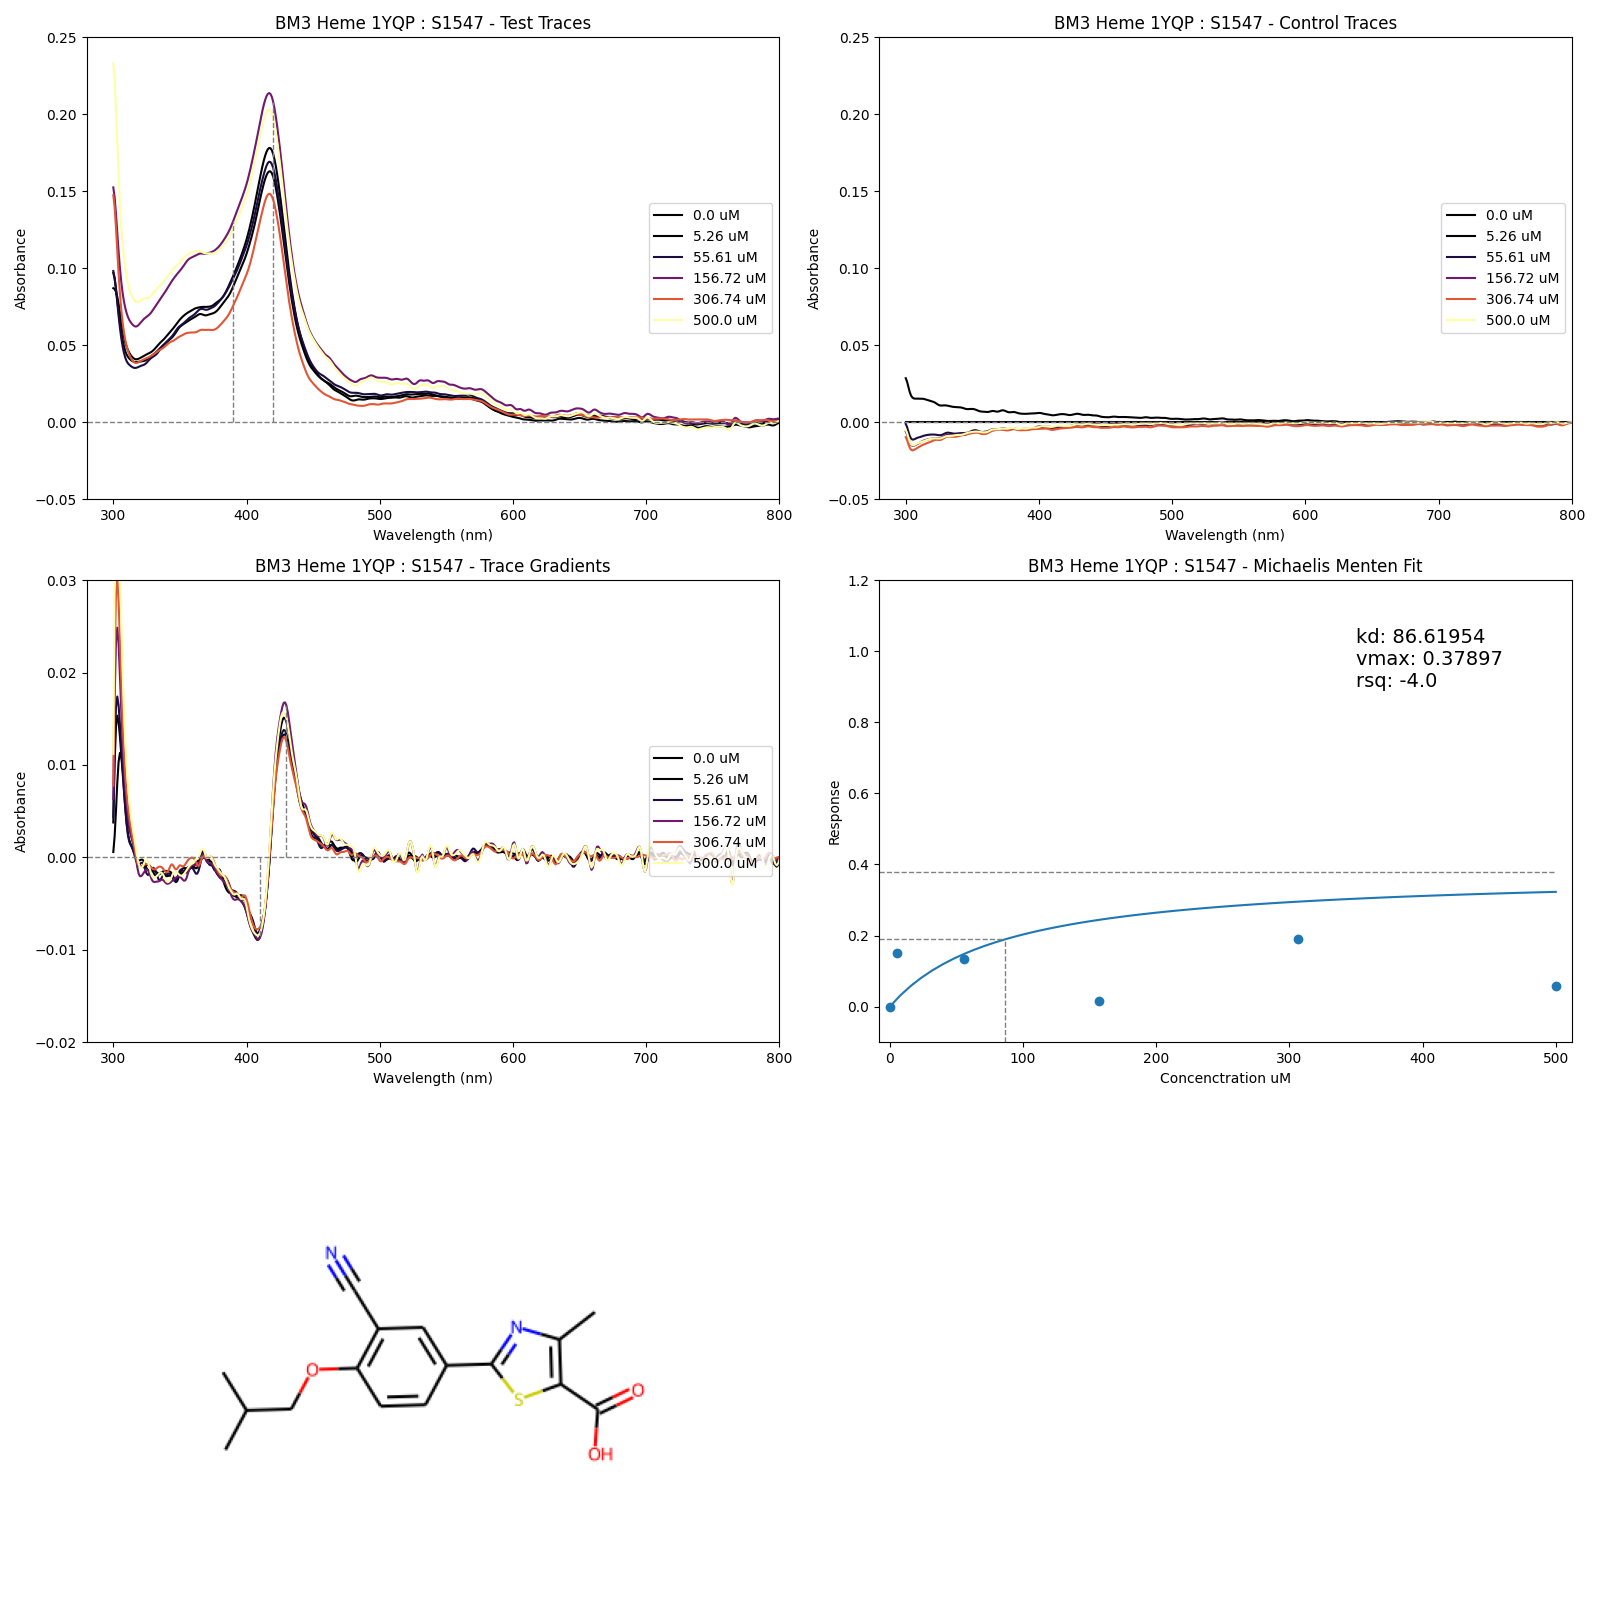 BM3 Heme 1YQP : S1547 - Test Traces
0.25
0.20
0.15
0.10
0.05
0.00
−0.05
Absorbance
300
400
500
600
700
800
Wavelength (nm)
0.0 uM
5.26 uM
55.61 uM
156.72 uM
306.74 uM
500.0 uM
BM3 Heme 1YQP : S1547 - Control Traces
0.25
0.20
0.15
0.10
0.05
0.00
−0.05
Absorbance
300
400
500
600
700
800
Wavelength (nm)
0.0 uM
5.26 uM
55.61 uM
156.72 uM
306.74 uM
500.0 uM
BM3 Heme 1YQP : S1547 - Trace Gradients
0.03
0.02
0.01
0.00
−0.01
−0.02
Absorbance
300
400
500
600
700
800
Wavelength (nm)
0.0 uM
5.26 uM
55.61 uM
156.72 uM
306.74 uM
500.0 uM
BM3 Heme 1YQP : S1547 - Michaelis Menten Fit
1.2
1.0
0.8
0.6
0.4
0.2
0.0
Response
0
100
200
300
400
500
Concenctration uM
kd: 86.61954
vmax: 0.37897
rsq: -4.0
N
N
O
S
O
OH